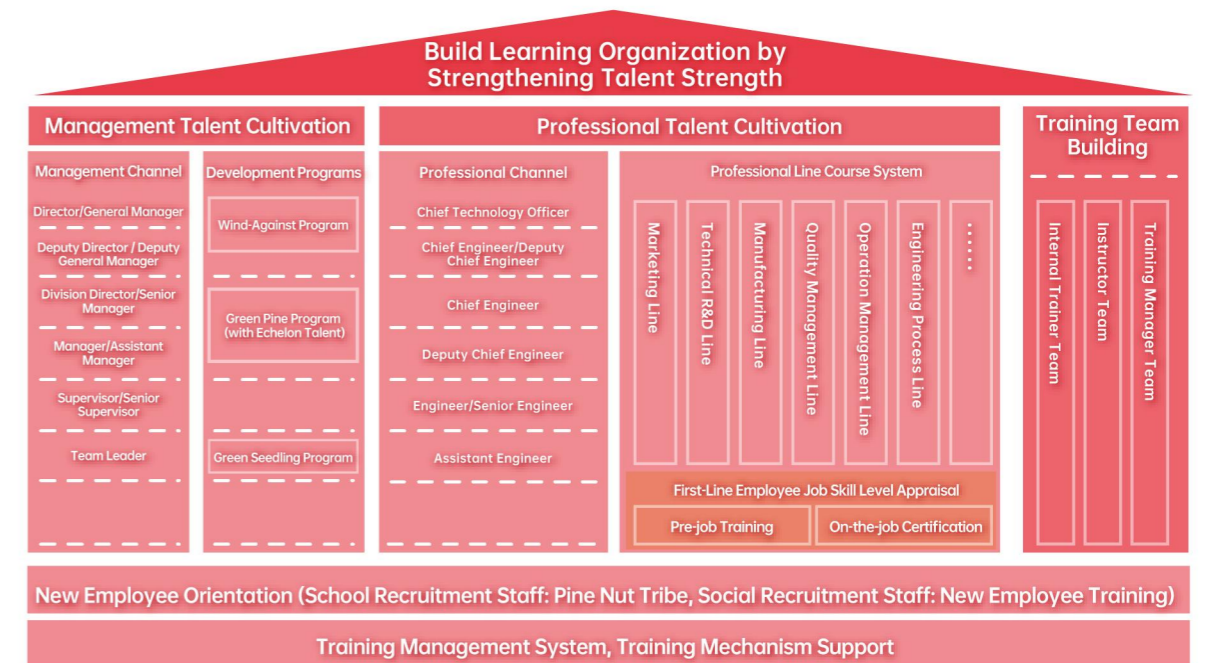 Build Learning Organization by
Strengthening Talent Strength
Management Talent Cultivation
Management Channel
Director/General Manager
Deputy Director / Deputy
General Manager
Division Director/Senior
Manager
Manager/Assistant
Manager
Supervisor/Senior
Supervisor
Team Leader
Development Programs
Wind-Against Program
Green Pine Program
(with Echelon Talent)
Green Seedling Program
Professional Talent Cultivation
Professional Channel
Chief Technology Officer
Chief Engineer/Deputy
Chief Engineer
Chief Engineer
Deputy Chief Engineer
Engineer/Senior Engineer
Assistant Engineer
Professional Line Course System
Marketing Line
Technical R&D Line
Manufacturing Line
Quality Management Line
Operation Management Line
Engineering Process Line
......
First-Line Employee Job Skill Level Appraisal
Pre-job Training
On-the-job Certification
Training Team
Building
Internal Trainer Team
Instructor Team
Training Manager Team
New Employee Orientation (School Recruitment Staff: Pine Nut Tribe, Social Recruitment Staff: New Employee Training)
Training Management System, Training Mechanism Support